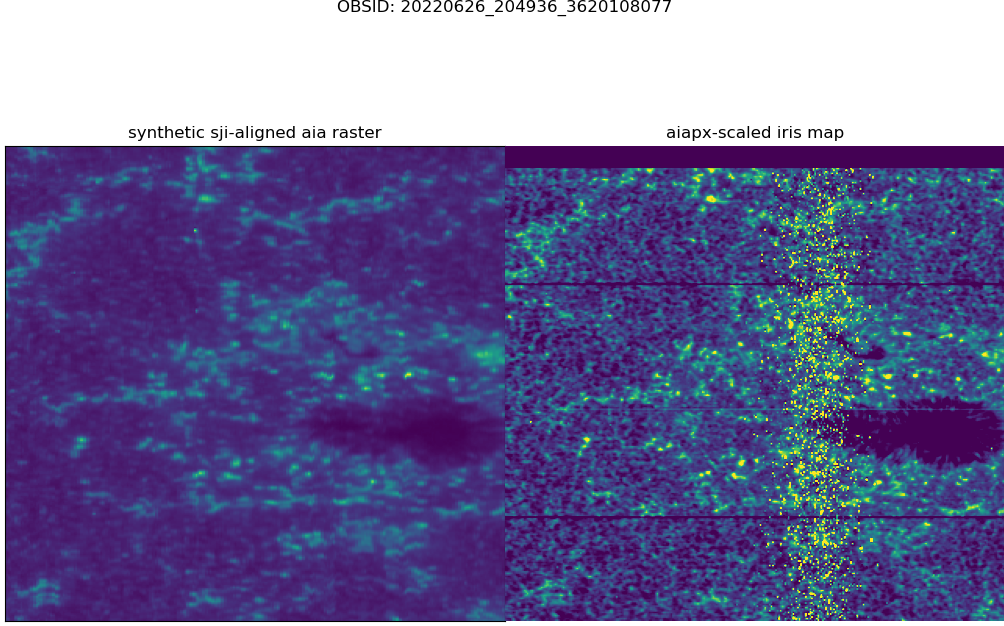 OBSID: 20220626_204936_3620108077
synthetic sji-aligned aia raster
aiapx-scaled iris map